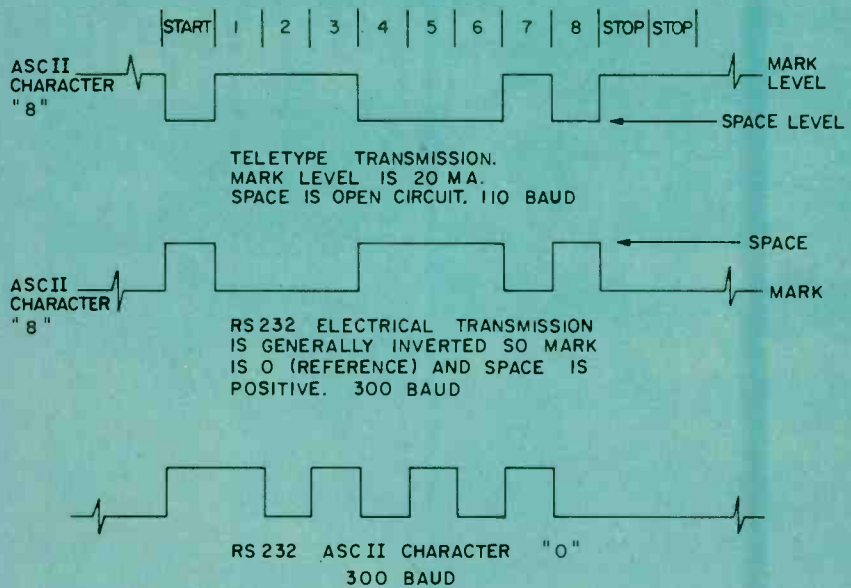 START 1 2 3 4 5 6 7 8 STOP STOP
ASCII
CHARACTER
"8"
MARK
LEVEL
SPACE LEVEL
TELETYPE TRANSMISSION.
MARK LEVEL IS 20 MA.
SPACE IS OPEN CIRCUIT. 110 BAUD
SPACE
ASCII
CHARACTER
"8"
MARK
RS232 ELECTRICAL TRANSMISSION
IS GENERALLY INVERTED SO MARK
IS 0 (REFERENCE) AND SPACE IS
POSITIVE. 300 BAUD
RS232 ASCII CHARACTER "0"
300 BAUD